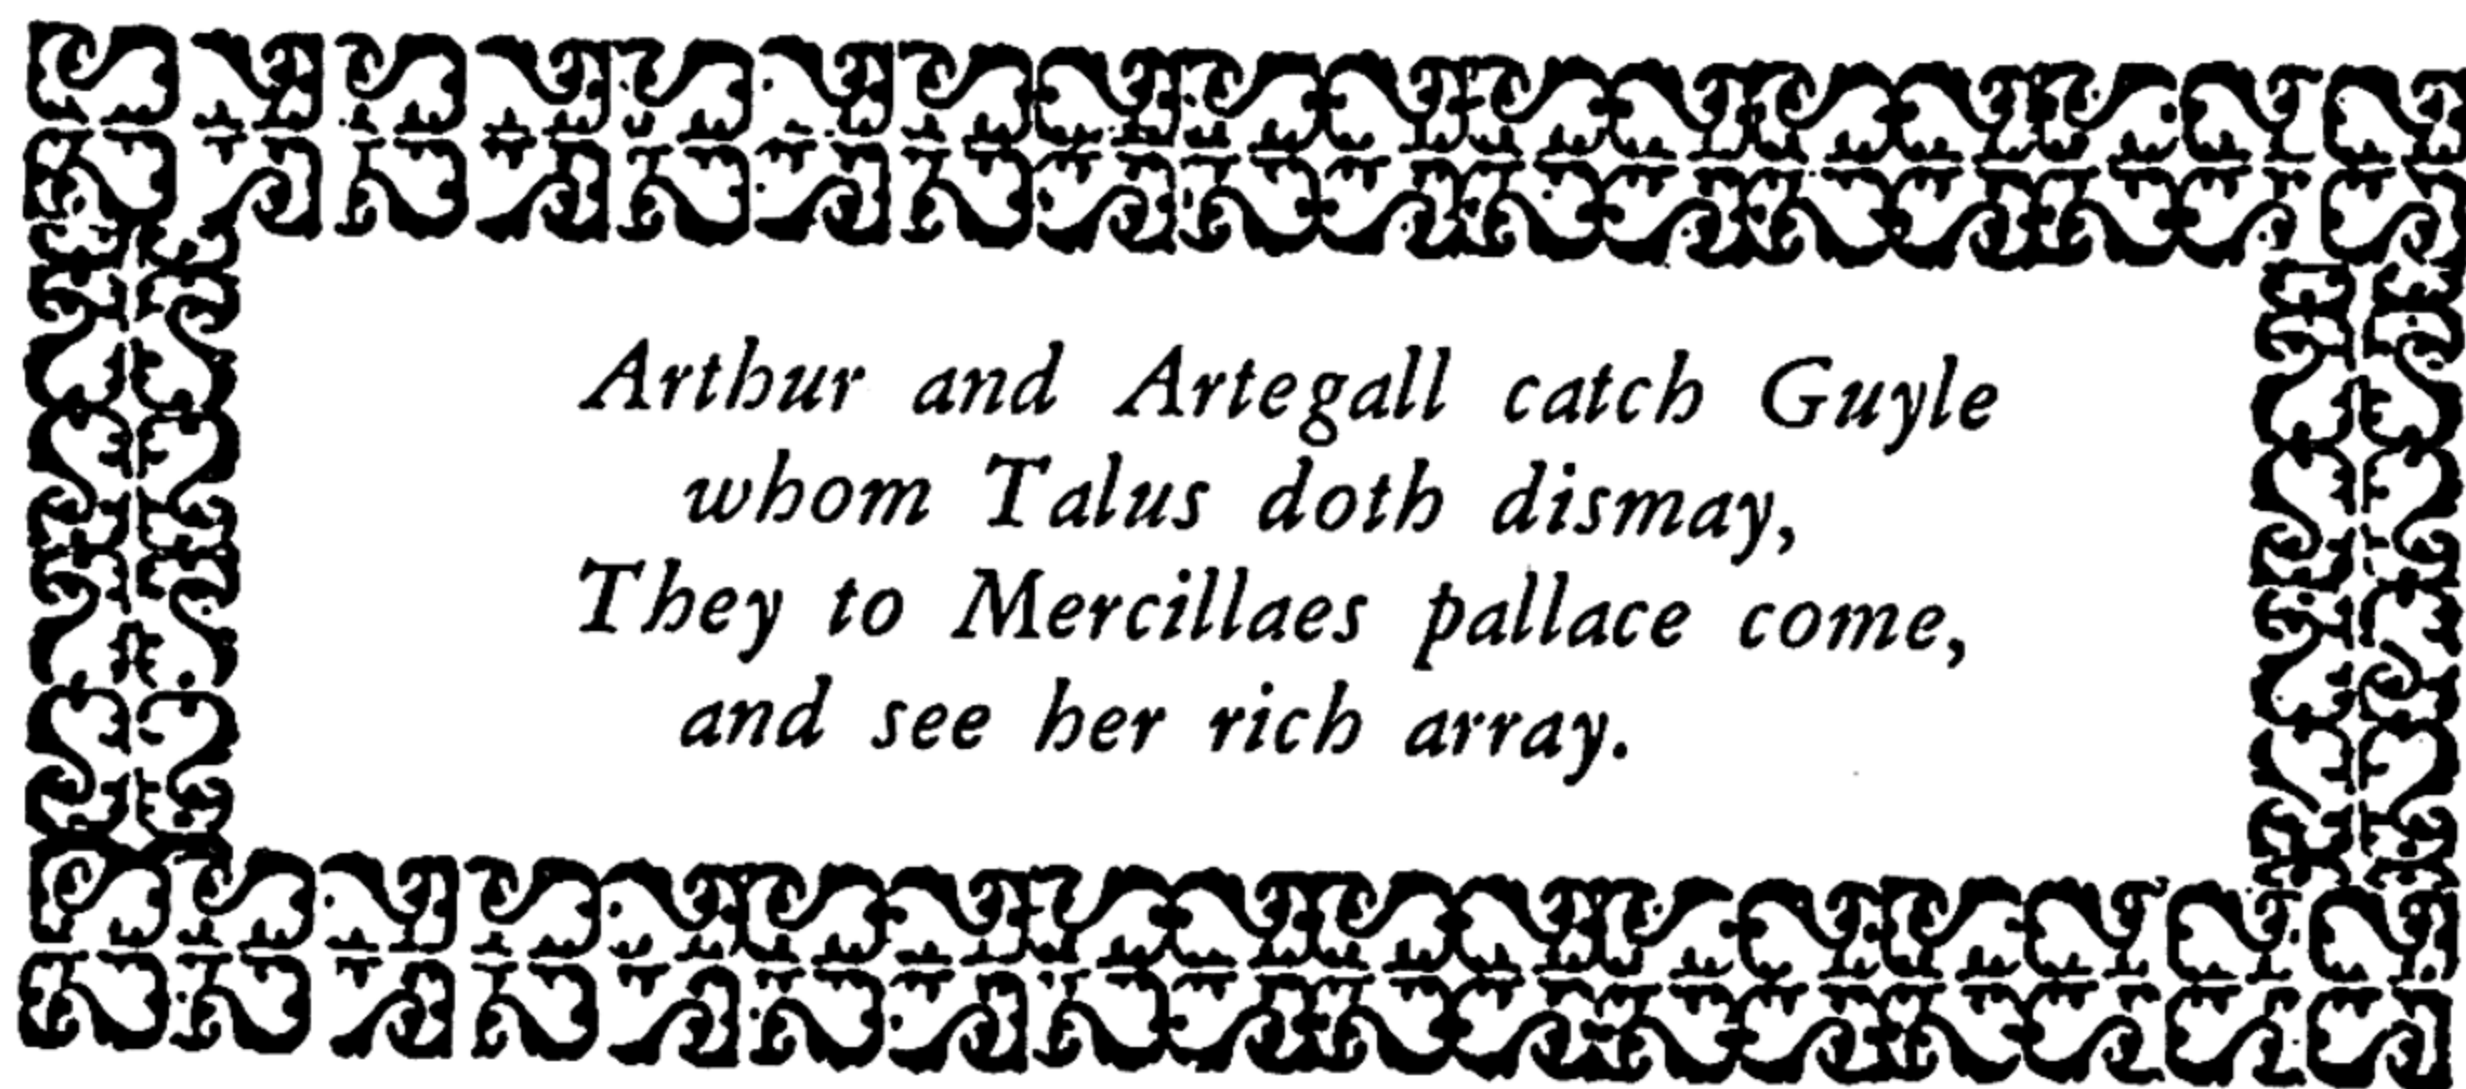 Arthur and Artegall catch Guyle
whom Talus doth dismay,
They to Mercillaes pallace come,
and see her rich array.